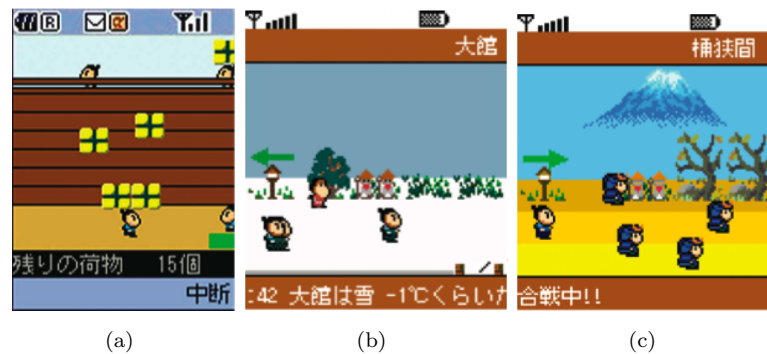 残りの荷物 15個
中断
(a)
大館
:42 大館は雪 -1℃くらいた
(b)
桶狭間
合戦中!!
(c)